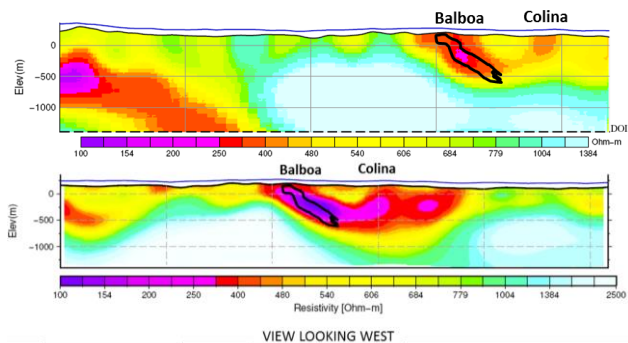 Balboa Colina
Elev(m)
0
−500
−1000
DOI
Ohm−m
100 154 200 250 400 480 540 606 684 779 1004 1384
Balboa Colina
Elev(m)
0
−500
−1000
100 154 200 250 350 400 480 540 606 684 779 1004 1384 2500
Resistivity [Ohm−m]
VIEW LOOKING WEST